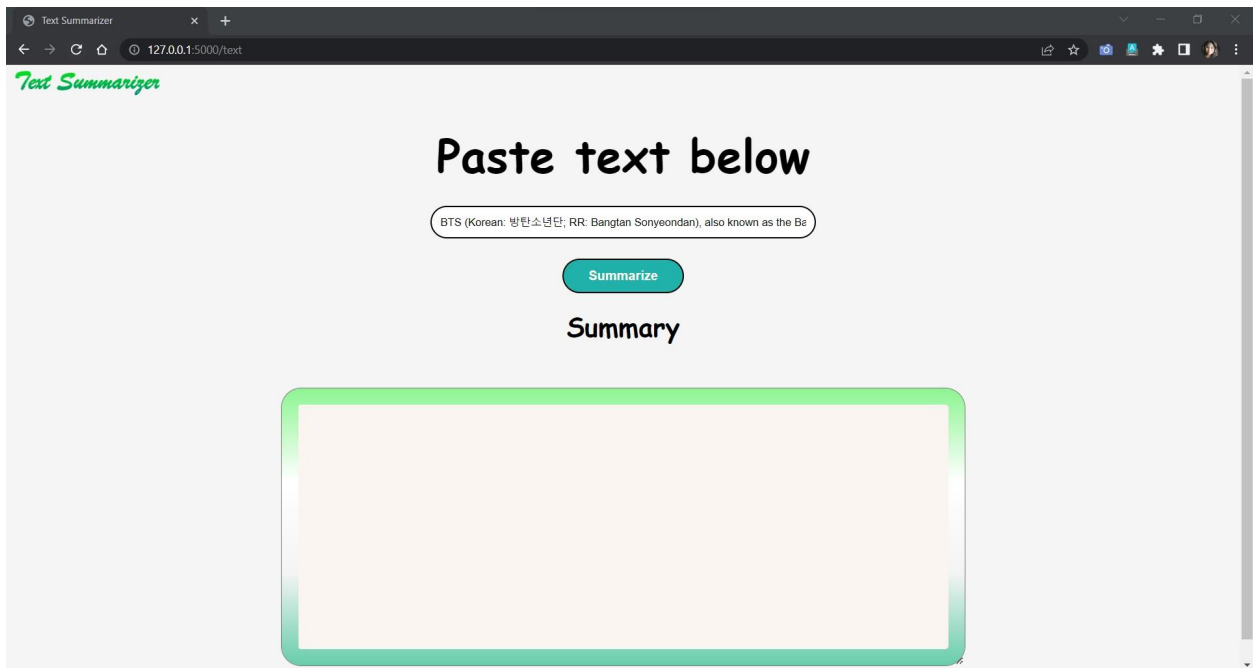 Text Summarizer
127.0.0.1:5000/text
Text Summarizer
Paste text below
BTS (Korean: 방탄소년단; RR: Bangtan Sonyeondan), also known as the Ba
Summarize
Summary